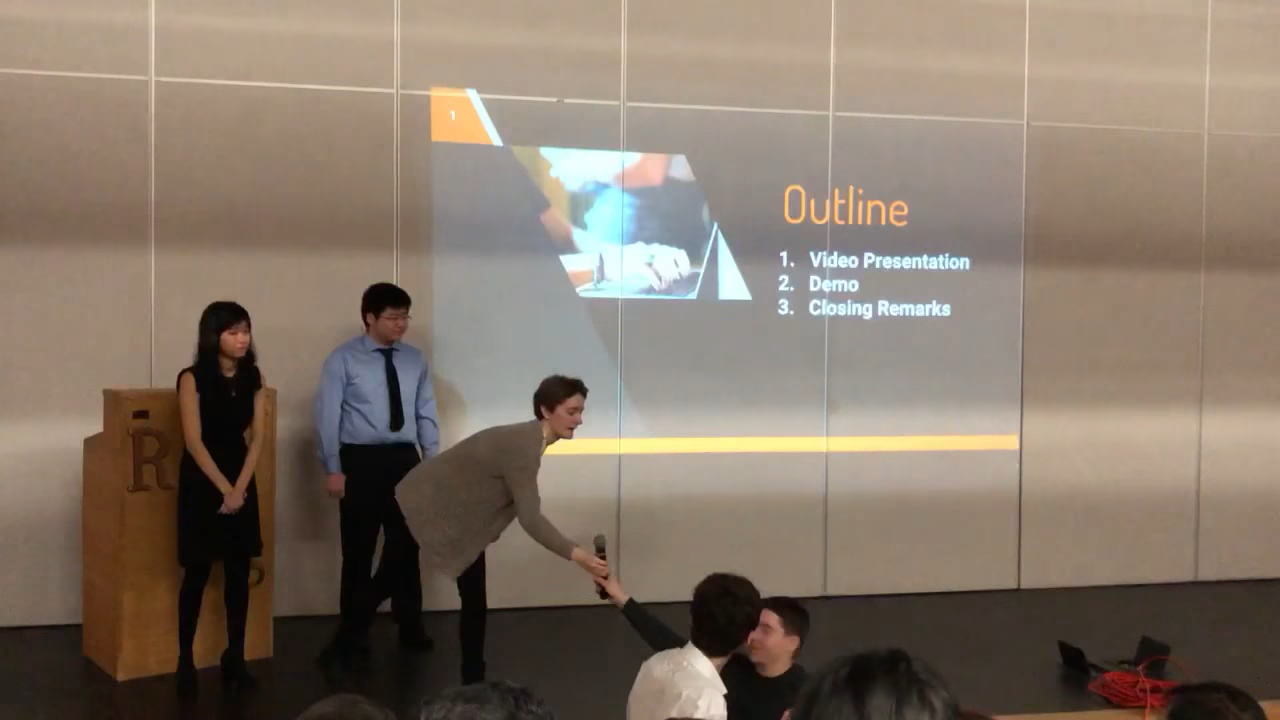 1
Outline
1. Video Presentation
2. Demo
3. Closing Remarks
R
S